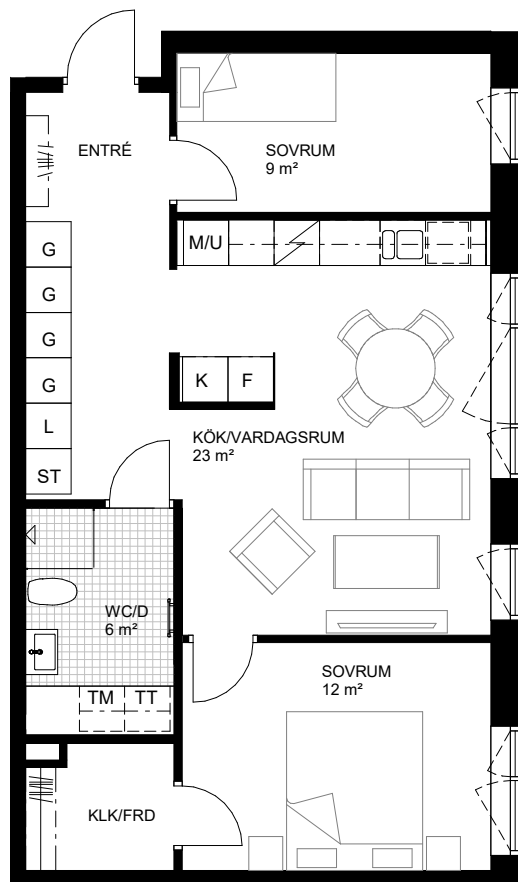 ENTRÉ
SOVRUM
9 m²
M/U
G
G
G
G
L
ST
K
F
KÖK/VARDAGSRUM
23 m²
WC/D
6 m²
TM
TT
SOVRUM
12 m²
KLK/FRD